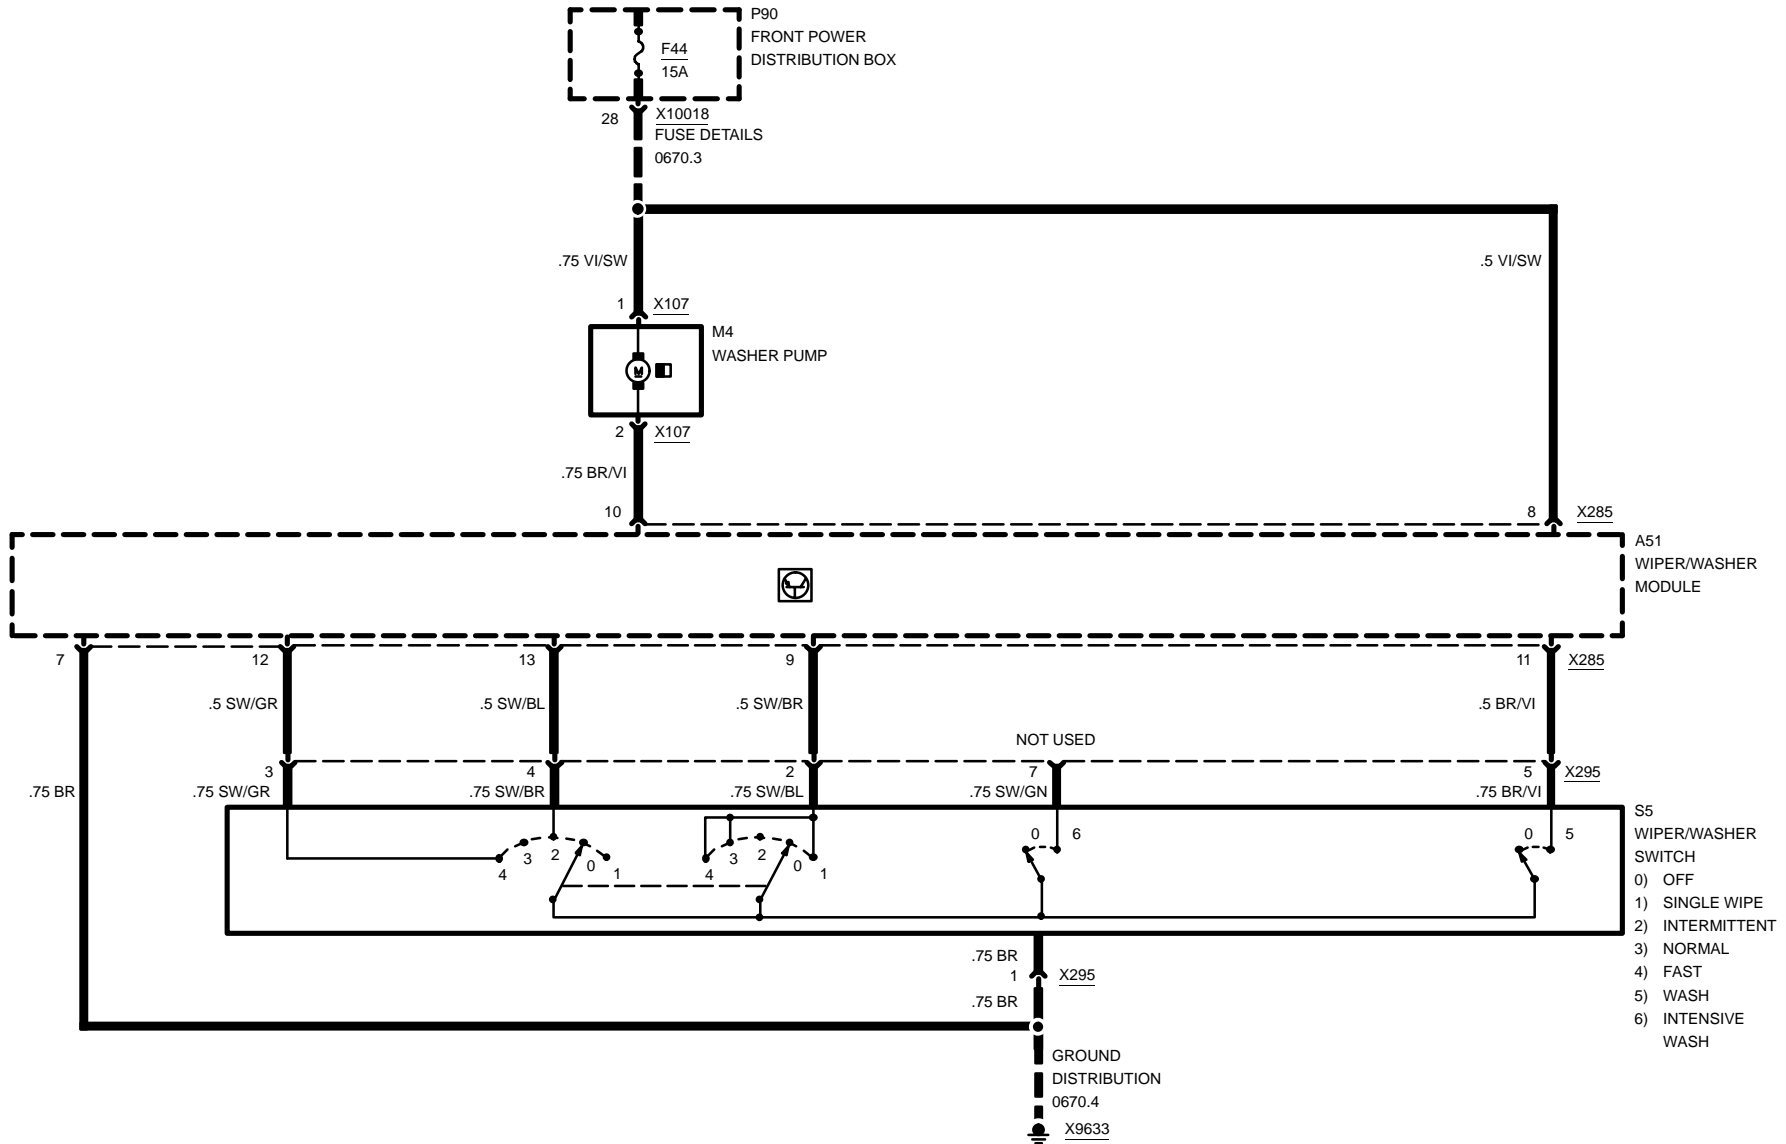 P90
FRONT POWER
DISTRIBUTION BOX
F44
15A
28
X10018
FUSE DETAILS
0670.3
.75 VI/SW
.5 VI/SW
1
X107
M4
WASHER PUMP
M
2
X107
.75 BR/VI
10
8
X285
A51
WIPER/WASHER
MODULE
7
12
13
9
11
X285
.5 SW/GR
.5 SW/BL
.5 SW/BR
.5 BR/VI
NOT USED
3
4
2
7
5
X295
.75 BR
.75 SW/GR
.75 SW/BR
.75 SW/BL
.75 SW/GN
.75 BR/VI
4
3
2
0
1
4
3
2
0
1
0
6
0
5
S5
WIPER/WASHER
SWITCH
0) OFF
1) SINGLE WIPE
2) INTERMITTENT
3) NORMAL
4) FAST
5) WASH
6) INTENSIVE
WASH
.75 BR
1
X295
.75 BR
GROUND
DISTRIBUTION
0670.4
X9633